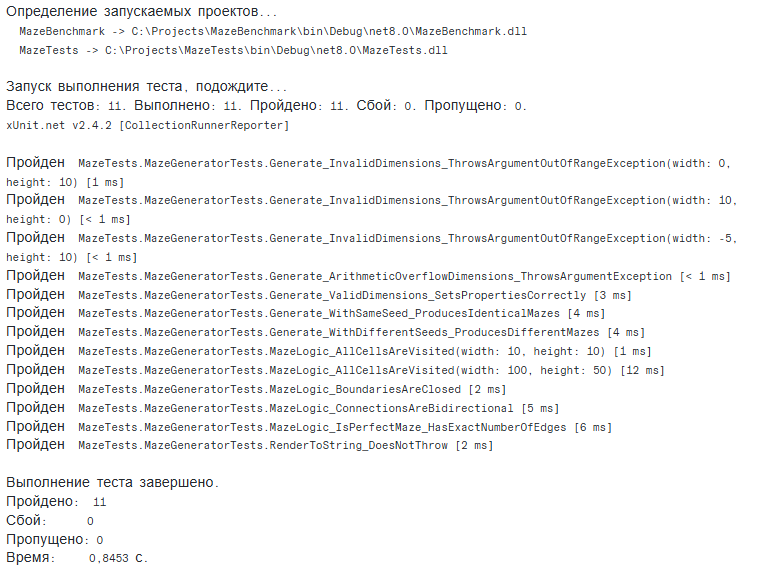 Определение запускаемых проектов...
MazeBenchmark -> C:\Projects\MazeBenchmark\bin\Debug\net8.0\MazeBenchmark.dll
MazeTests -> C:\Projects\MazeTests\bin\Debug\net8.0\MazeTests.dll
Запуск выполнения теста, подождите...
Всего тестов: 11. Выполнено: 11. Пройдено: 11. Сбой: 0. Пропущено: 0.
xUnit.net v2.4.2 [CollectionRunnerReporter]
Пройден MazeTests.MazeGeneratorTests.Generate_InvalidDimensions_ThrowsArgumentOutOfRangeException(width: 0,
height: 10) [1 ms]
Пройден MazeTests.MazeGeneratorTests.Generate_InvalidDimensions_ThrowsArgumentOutOfRangeException(width: 10,
height: 0) [< 1 ms]
Пройден MazeTests.MazeGeneratorTests.Generate_InvalidDimensions_ThrowsArgumentOutOfRangeException(width: -5,
height: 10) [< 1 ms]
Пройден MazeTests.MazeGeneratorTests.Generate_ArithmeticOverflowDimensions_ThrowsArgumentException [< 1 ms]
Пройден MazeTests.MazeGeneratorTests.Generate_ValidDimensions_SetsPropertiesCorrectly [3 ms]
Пройден MazeTests.MazeGeneratorTests.Generate_WithSameSeed_ProducesIdenticalMazes [4 ms]
Пройден MazeTests.MazeGeneratorTests.Generate_WithDifferentSeeds_ProducesDifferentMazes [4 ms]
Пройден MazeTests.MazeGeneratorTests.MazeLogic_AllCellsAreVisited(width: 10, height: 10) [1 ms]
Пройден MazeTests.MazeGeneratorTests.MazeLogic_AllCellsAreVisited(width: 100, height: 50) [12 ms]
Пройден MazeTests.MazeGeneratorTests.MazeLogic_BoundariesAreClosed [2 ms]
Пройден MazeTests.MazeGeneratorTests.MazeLogic_ConnectionsAreBidirectional [5 ms]
Пройден MazeTests.MazeGeneratorTests.MazeLogic_IsPerfectMaze_HasExactNumberOfEdges [6 ms]
Пройден MazeTests.MazeGeneratorTests.RenderToString_DoesNotThrow [2 ms]
Выполнение теста завершено.
Пройдено: 11
Сбой: 0
Пропущено: 0
Время: 0,8453 С.